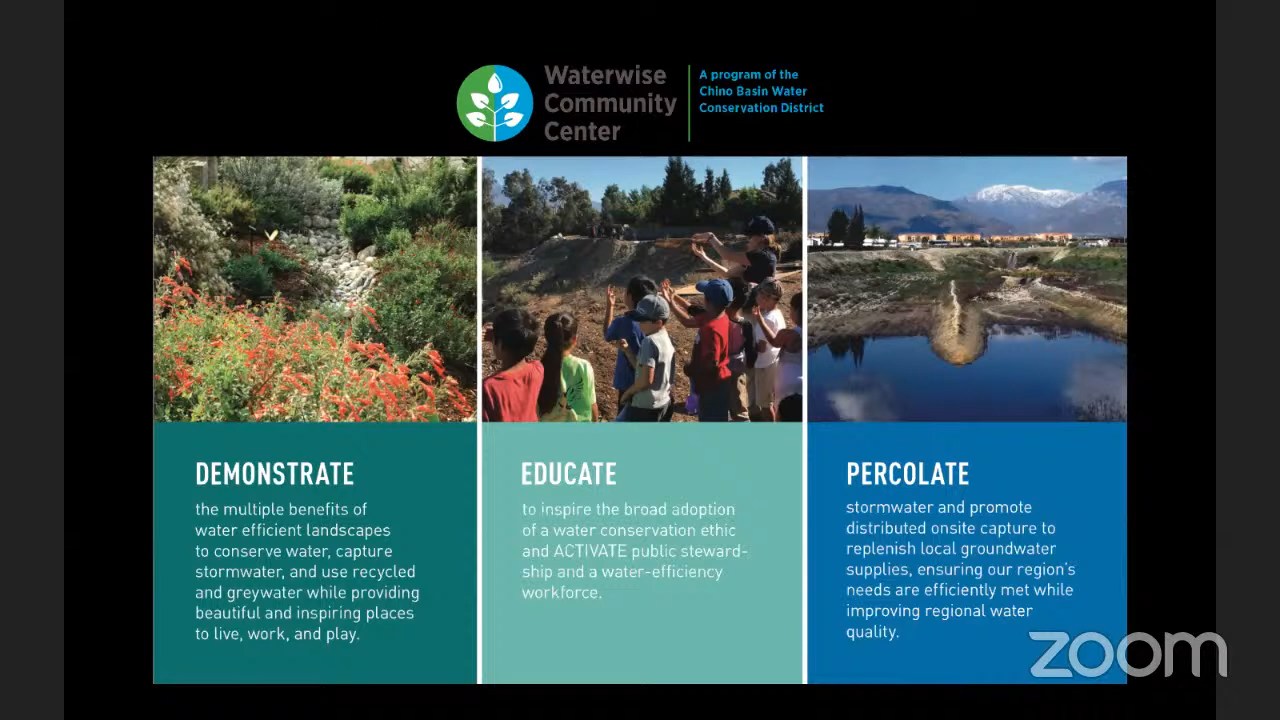 Waterwise
Community
Center
A program of the
Chino Basin Water
Conservation District
DEMONSTRATE
the multiple benefits of
water efficient landscapes
to conserve water, capture
stormwater, and use recycled
and greywater while providing
beautiful and inspiring places
to live, work, and play.
EDUCATE
to inspire the broad adoption
of a water conservation ethic
and ACTIVATE public steward-
ship and a water-efficiency
workforce.
PERCOLATE
stormwater and promote
distributed onsite capture to
replenish local groundwater
supplies, ensuring our region's
needs are efficiently met while
improving regional water
quality.
zoom